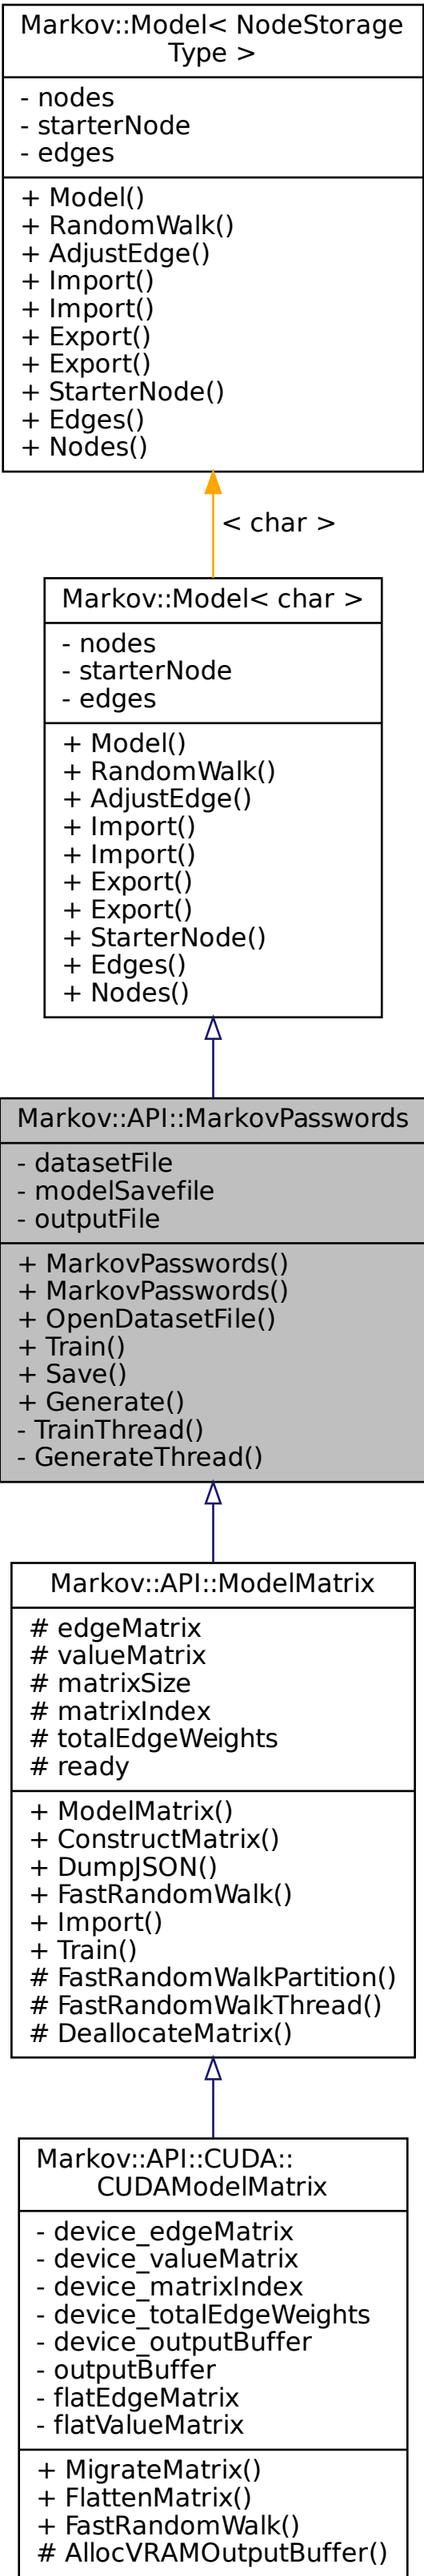 Markov::Model< NodeStorage
Type >
- nodes
- starterNode
- edges
+ Model()
+ RandomWalk()
+ AdjustEdge()
+ Import()
+ Import()
+ Export()
+ Export()
+ StarterNode()
+ Edges()
+ Nodes()
< char >
Markov::Model< char >
- nodes
- starterNode
- edges
+ Model()
+ RandomWalk()
+ AdjustEdge()
+ Import()
+ Import()
+ Export()
+ Export()
+ StarterNode()
+ Edges()
+ Nodes()
Markov::API::MarkovPasswords
- datasetFile
- modelSavefile
- outputFile
+ MarkovPasswords()
+ MarkovPasswords()
+ OpenDatasetFile()
+ Train()
+ Save()
+ Generate()
- TrainThread()
- GenerateThread()
Markov::API::ModelMatrix
# edgeMatrix
# valueMatrix
# matrixSize
# matrixIndex
# totalEdgeWeights
# ready
+ ModelMatrix()
+ ConstructMatrix()
+ DumpJSON()
+ FastRandomWalk()
+ Import()
+ Train()
# FastRandomWalkPartition()
# FastRandomWalkThread()
# DeallocateMatrix()
Markov::API::CUDA::
CUDAModelMatrix
- device_edgeMatrix
- device_valueMatrix
- device_matrixIndex
- device_totalEdgeWeights
- device_outputBuffer
- outputBuffer
- flatEdgeMatrix
- flatValueMatrix
+ MigrateMatrix()
+ FlattenMatrix()
+ FastRandomWalk()
# AllocVRAMOutputBuffer()